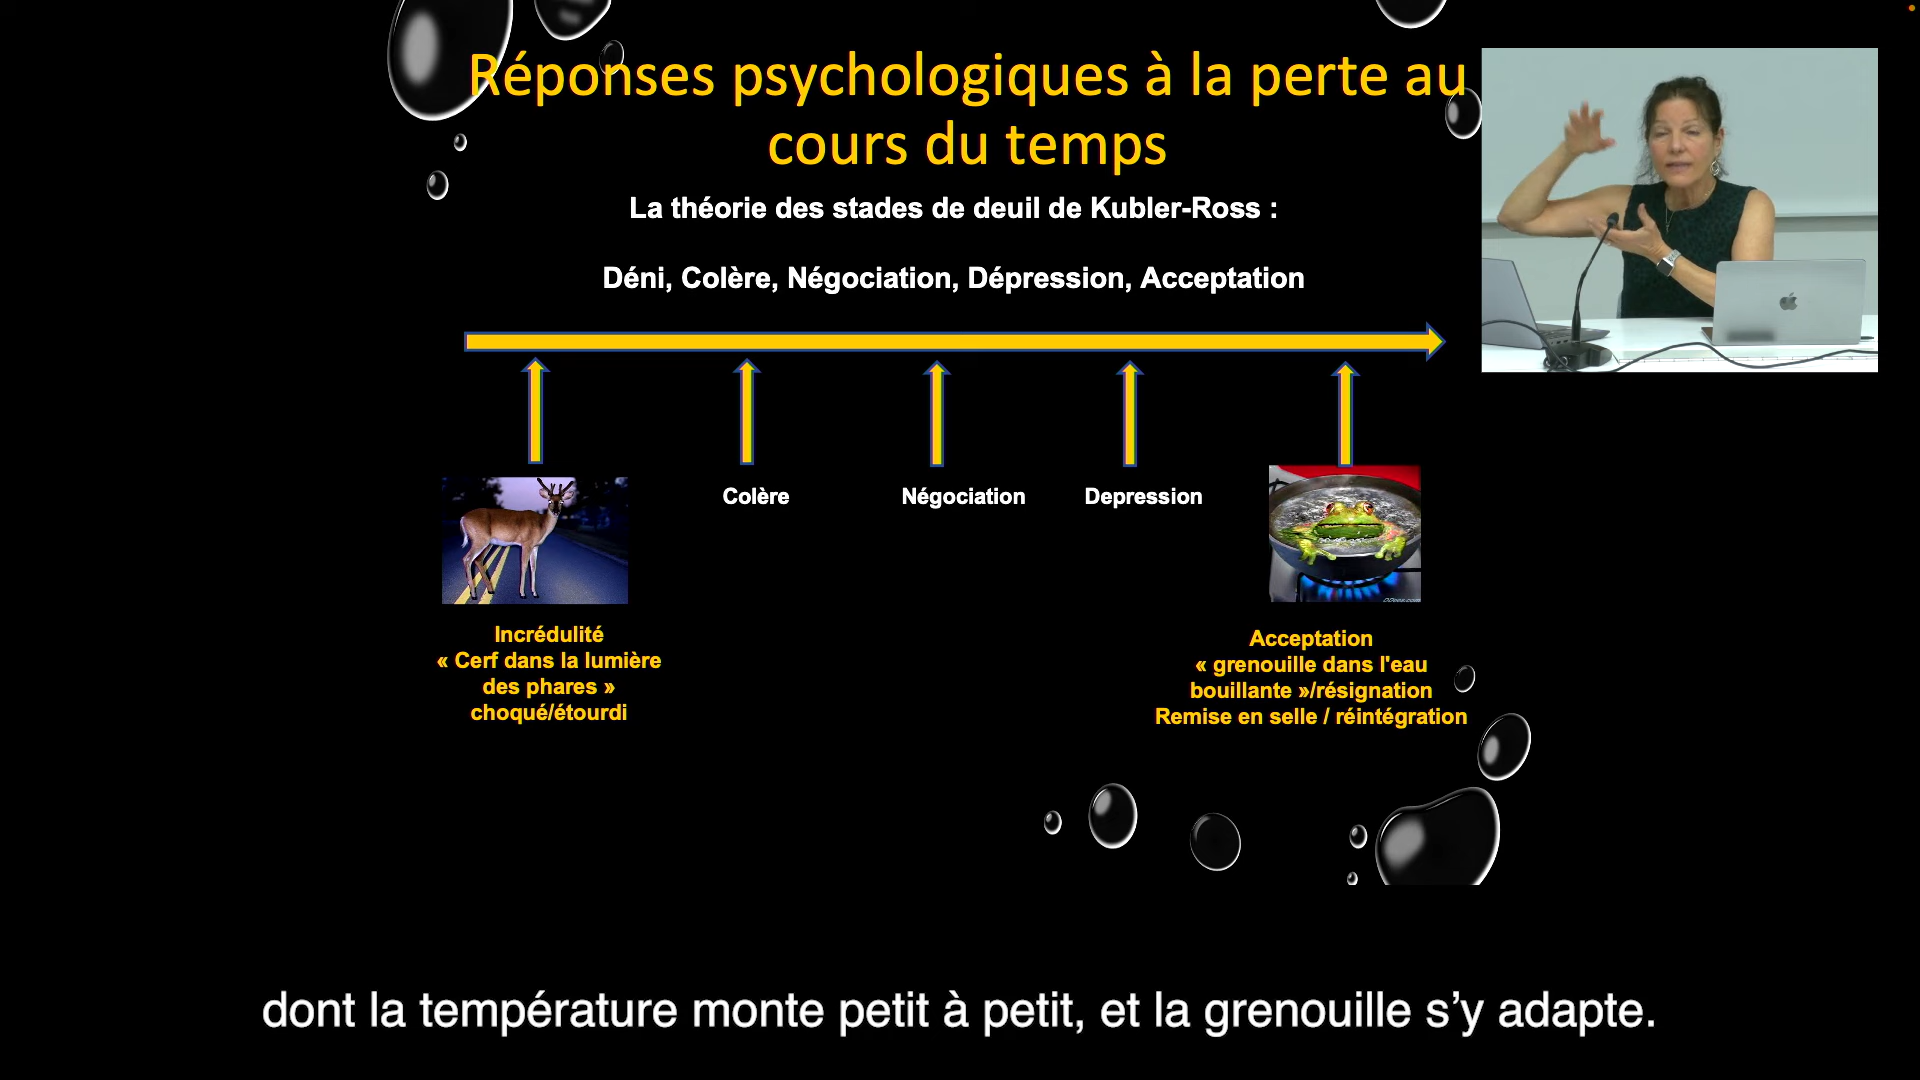 Réponses psychologiques à la perte au
cours du temps
La théorie des stades de deuil de Kubler-Ross :
Déni, Colère, Négociation, Dépression, Acceptation
Colère
Négociation
Depression
Incrédulité
« Cerf dans la lumière
des phares »
choqué/étourdi
Acceptation
« grenouille dans l'eau
bouillante »/résignation
Remise en selle / réintégration
dont la température monte petit à petit, et la grenouille s’y adapte.